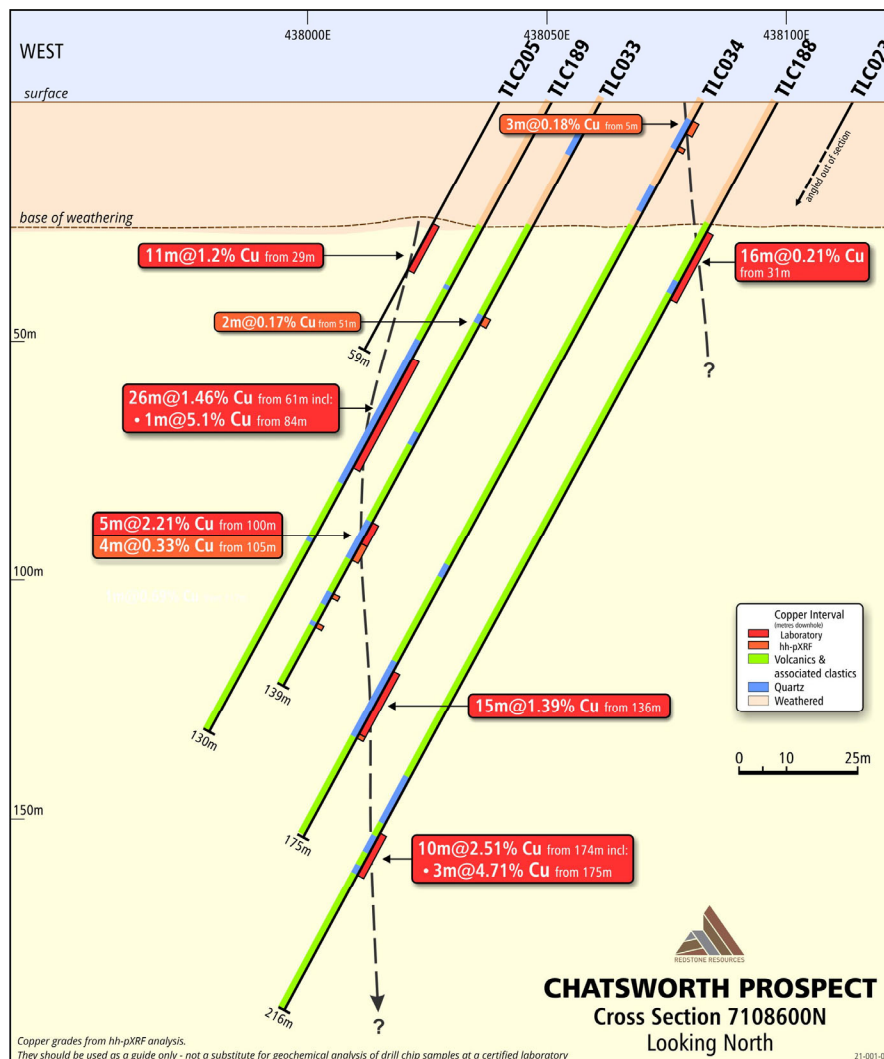 438000E
438050E
438100E
WEST
TLC205
TLC189
TLC033
TLC034
TLC188
TLC023
surface
3m@0.18% Cu from 5m
angled out of section
base of weathering
11m@1.2% Cu from 29m
16m@0.21% Cu
from 31m
2m@0.17% Cu from 51m
50m
59m
?
26m@1.46% Cu from 61m incl:
• 1m@5.1% Cu from 84m
5m@2.21% Cu from 100m
4m@0.33% Cu from 105m
100m
Copper Interval
(metres downhole)
Laboratory
hh-pXRF
Volcanics &
associated clastics
Quartz
Weathered
139m
15m@1.39% Cu from 136m
130m
0 10 25m
150m
175m
10m@2.51% Cu from 174m incl:
• 3m@4.71% Cu from 175m
REDSTONE RESOURCES
CHATSWORTH PROSPECT
Cross Section 7108600N
Looking North
216m
?
Copper grades from hh-pXRF analysis.
They should be used as a guide only - not a substitute for geochemical analysis of drill chip samples at a certified laboratory